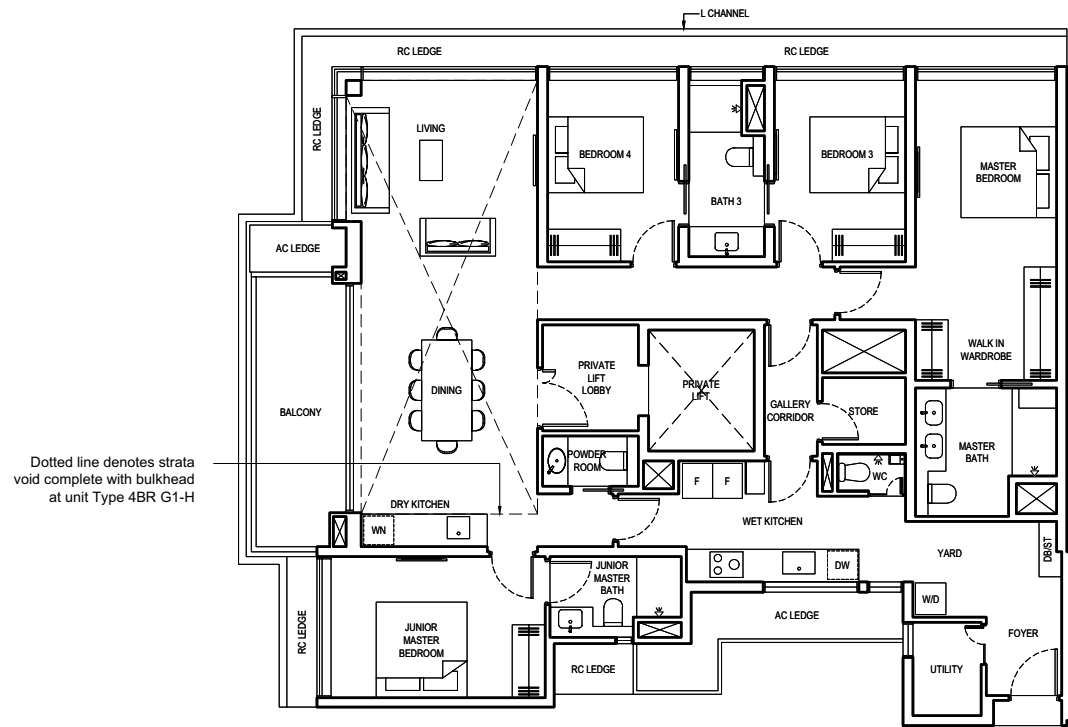 L CHANNEL
RC LEDGE
RC LEDGE
RC LEDGE
LIVING
BEDROOM 4
BATH 3
BEDROOM 3
MASTER
BEDROOM
AC LEDGE
BALCONY
DINING
PRIVATE
LIFT
LOBBY
PRIVATE
LIFT
GALLERY
CORRIDOR
STORE
WALK IN
WARDROBE
MASTER
BATH
POWDER
ROOM
F
F
WC
Dotted line denotes strata
void complete with bulkhead
at unit Type 4BR G1-H
DRY KITCHEN
WN
WET KITCHEN
YARD
DB/ST
JUNIOR
MASTER
BATH
DW
W/D
RC LEDGE
JUNIOR
MASTER
BEDROOM
RC LEDGE
AC LEDGE
UTILITY
FOYER